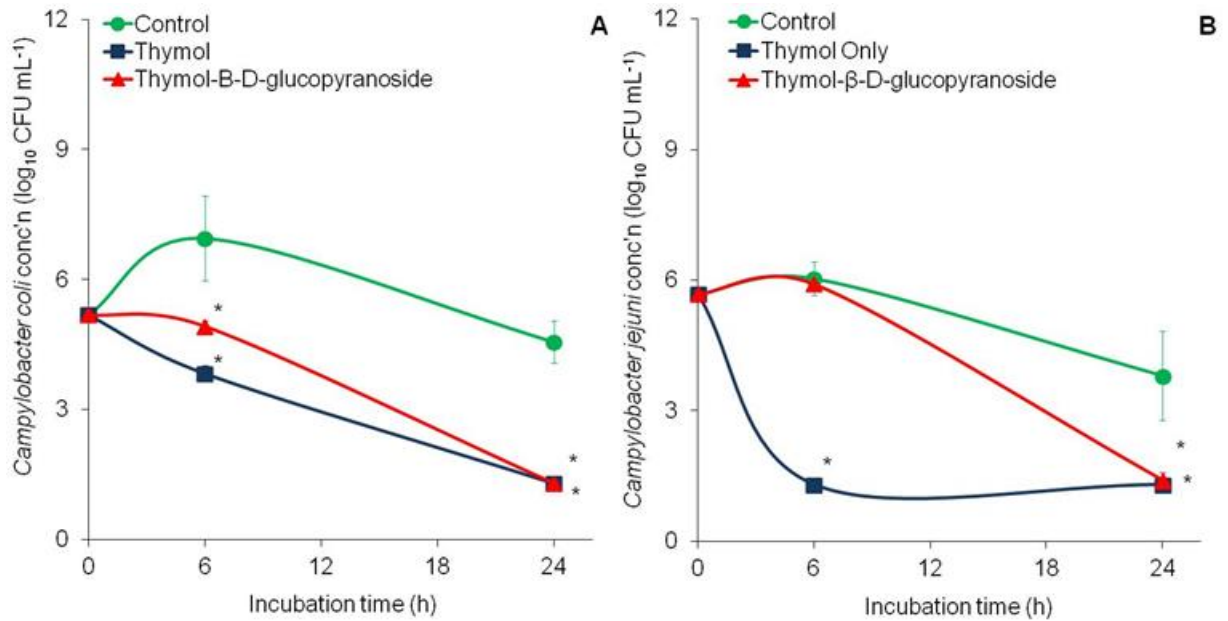 A
Control
Thymol
Thymol-B-D-glucopyranoside
Campylobacter coli conc'n (log₁₀ CFU mL⁻¹)
12
9
6
3
0
*
*
*
*
0 6 12 18 24
Incubation time (h)
B
Control
Thymol Only
Thymol-β-D-glucopyranoside
Campylobacter jejuni conc'n (log₁₀ CFU mL⁻¹)
12
9
6
3
0
*
*
*
0 6 12 18 24
Incubation time (h)